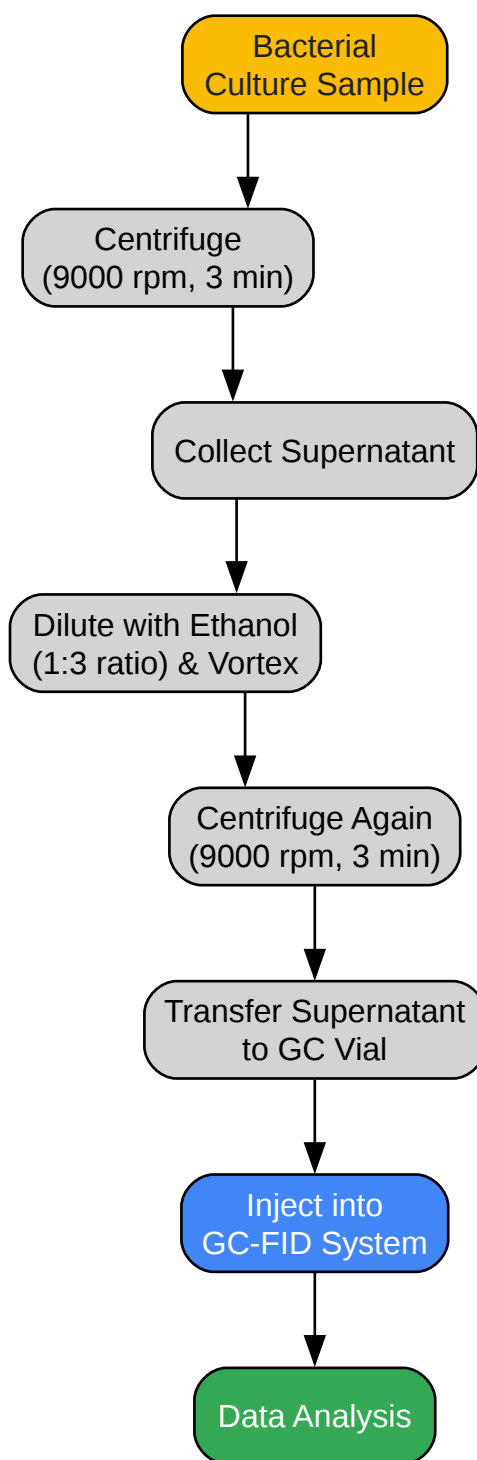 Bacterial
Culture Sample
Centrifuge
(9000 rpm, 3 min)
Collect Supernatant
Dilute with Ethanol
(1:3 ratio) & Vortex
Centrifuge Again
(9000 rpm, 3 min)
Transfer Supernatant
to GC Vial
Inject into
GC-FID System
Data Analysis